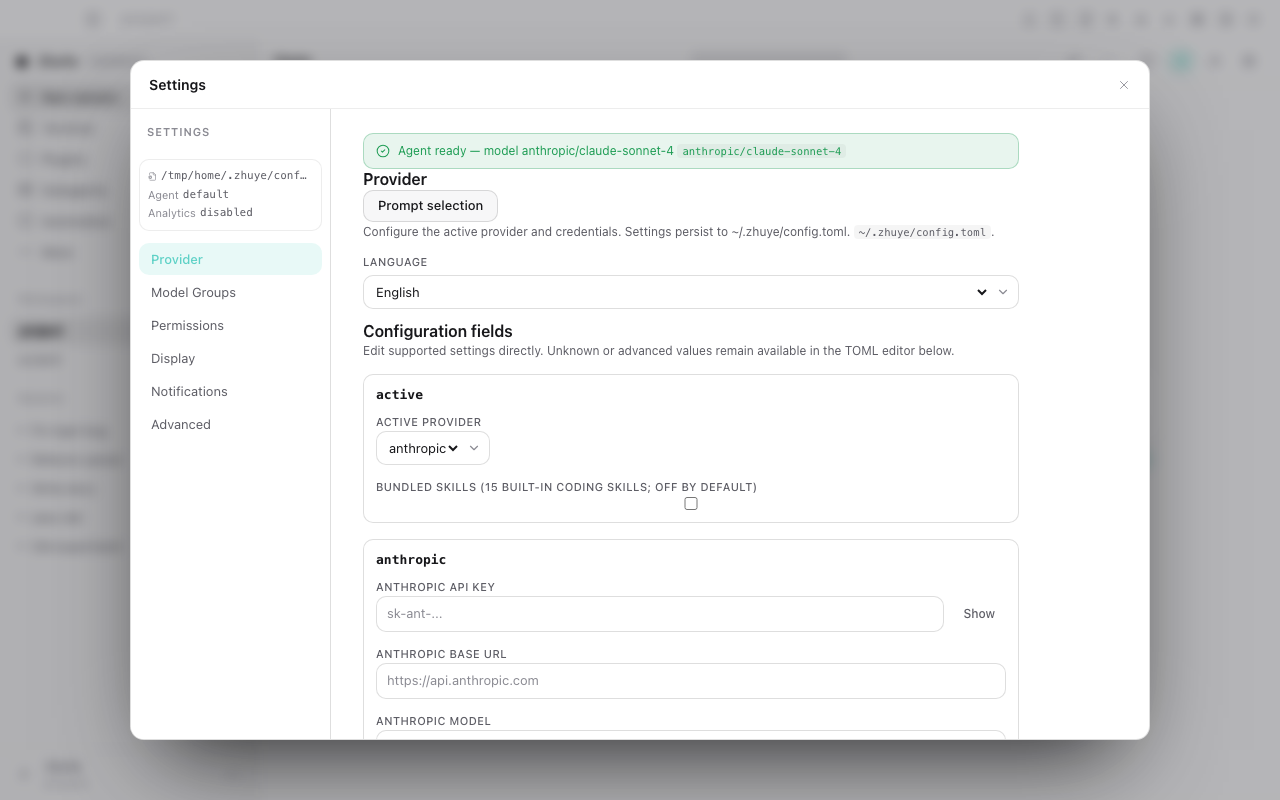 Settings
SETTINGS
/tmp/home/.zhuye/conf…
Agent default
Analytics disabled
Provider
Model Groups
Permissions
Display
Notifications
Advanced
Agent ready — model anthropic/claude-sonnet-4 anthropic/claude-sonnet-4
Provider
Prompt selection
Configure the active provider and credentials. Settings persist to ~/.zhuye/config.toml. ~/.zhuye/config.toml .
LANGUAGE
English
Configuration fields
Edit supported settings directly. Unknown or advanced values remain available in the TOML editor below.
active
ACTIVE PROVIDER
anthropic
BUNDLED SKILLS (15 BUILT-IN CODING SKILLS; OFF BY DEFAULT)
anthropic
ANTHROPIC API KEY
sk-ant-...
Show
ANTHROPIC BASE URL
https://api.anthropic.com
ANTHROPIC MODEL